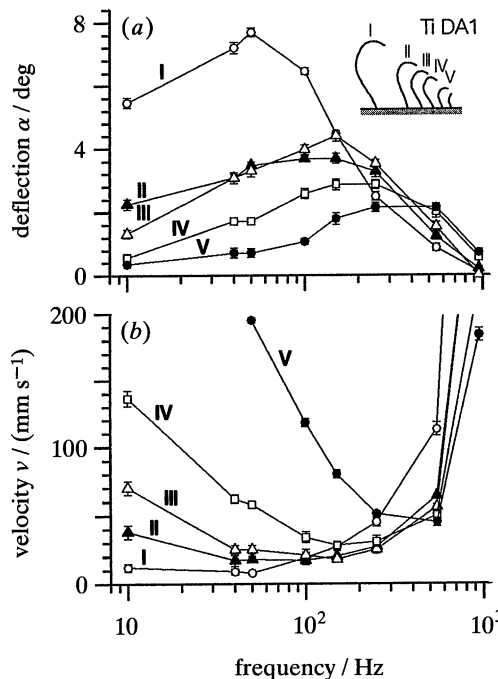 8
(a)
Ti DA1
I
II
III
IV
V
deflection α / deg
4
I
II
III
IV
V
0
200
(b)
V
velocity v / (mm s⁻¹)
IV
100
III
II
I
0
10
10²
10³
frequency / Hz